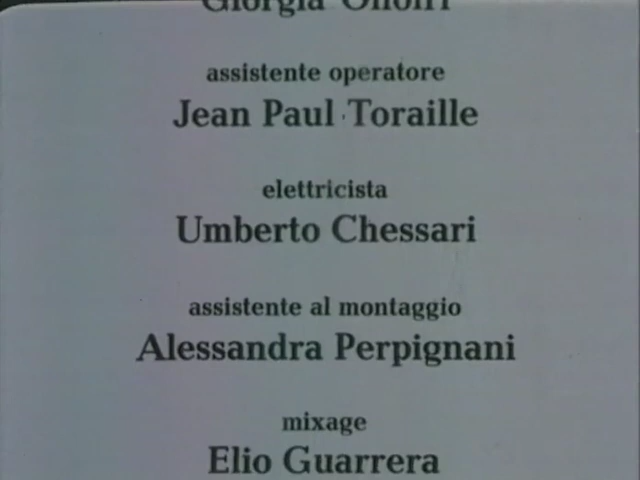 assistente operatore
Jean Paul Toraille
elettricista
Umberto Chessari
assistente al montaggio
Alessandra Perpignani
mixage
Elio Guarrera